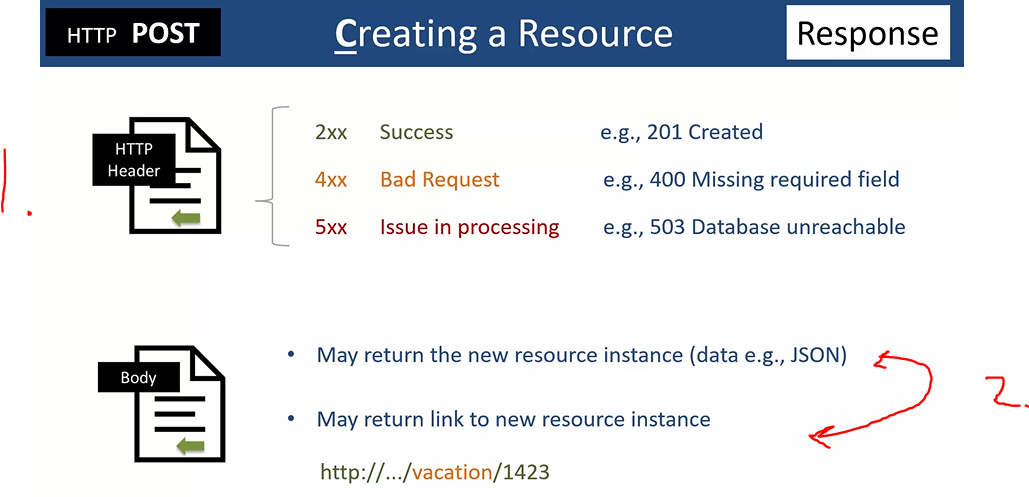 HTTP POST Creating a Resource Response
2xx Success e.g., 201 Created
HTTP Header
4xx Bad Request e.g., 400 Missing required field
1.
5xx Issue in processing e.g., 503 Database unreachable
• May return the new resource instance (data e.g., JSON)
Body
2.
• May return link to new resource instance
http://.../vacation/1423